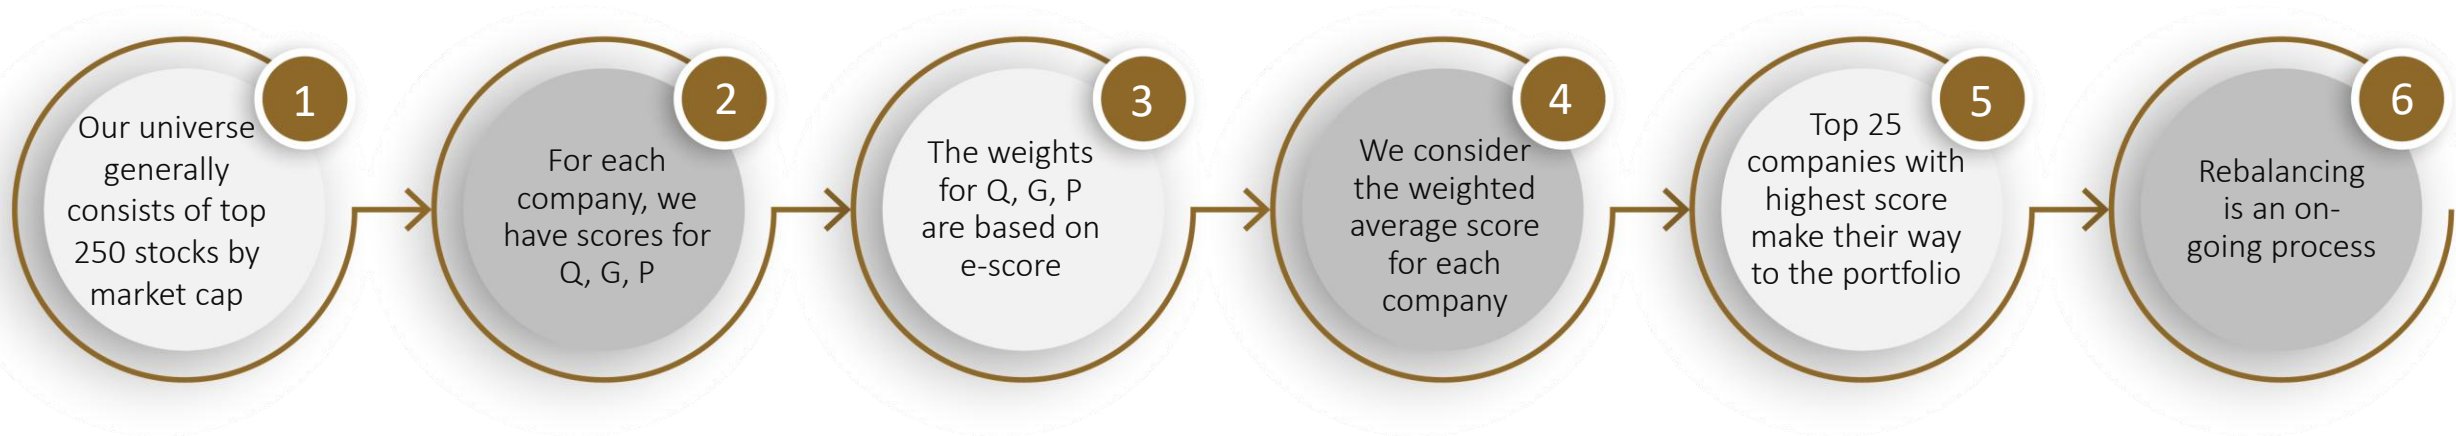 1
Our universe
generally
consists of top
250 stocks by
market cap
2
For each
company, we
have scores for
Q, G, P
3
The weights
for Q, G, P
are based on
e-score
4
We consider
the weighted
average score
for each
company
5
Top 25
companies with
highest score
make their way
to the portfolio
6
Rebalancing
is an on-
going process